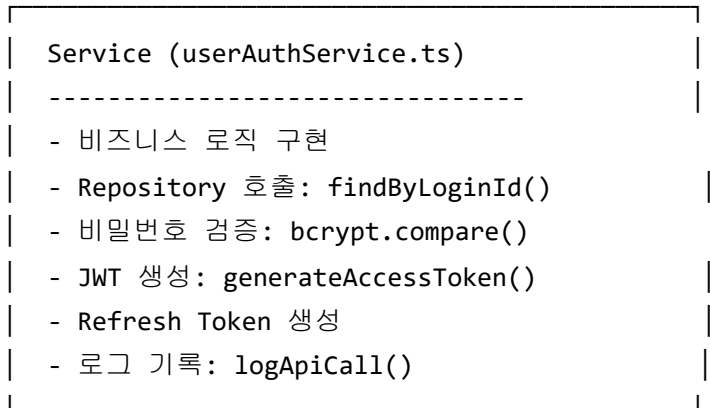 Service (userAuthService.ts)
--------------------------------
- 비즈니스 로직 구현
- Repository 호출: findByLoginId()
- 비밀번호 검증: bcrypt.compare()
- JWT 생성: generateAccessToken()
- Refresh Token 생성
- 로그 기록: logApiCall()